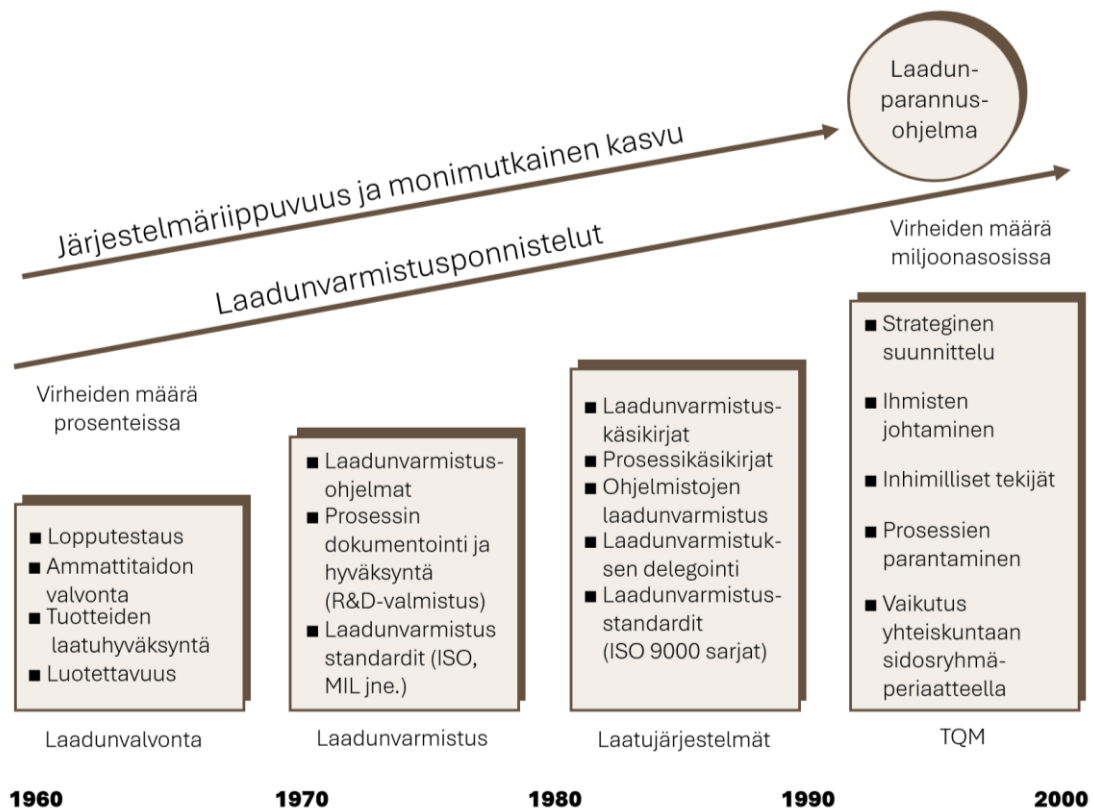 Laadun-
parannus-
ohjelma
Järjestelmäriippuvuus ja monimutkainen kasvu
Laadunvarmistusponnistelut
Virheiden määrä
miljoonasosissa
Virheiden määrä
prosenteissa
■ Lopputestaus
■ Ammattitaidon
valvonta
■ Tuotteiden
laatuhyväksyntä
■ Luotettavuus
Laadunvalvonta
■ Laadunvarmistus-
ohjelmat
■ Prosessin
dokumentointi ja
hyväksyntä
(R&D-valmistus)
■ Laadunvarmistus
standardit (ISO,
MIL jne.)
Laadunvarmistus
■ Laadunvarmistus-
käsikirjat
■ Prosessikäsikirjat
■ Ohjelmistojen
laadunvarmistus
■ Laadunvarmistuk-
sen delegointi
■ Laadunvarmistus-
standardit
(ISO 9000 sarjat)
Laatujärjestelmät
■ Strateginen
suunnittelu
■ Ihmisten
johtaminen
■ Inhimilliset tekijät
■ Prosessien
parantaminen
■ Vaikutus
yhteiskuntaan
sidosryhmä-
periaatteella
TQM
1960 1970 1980 1990 2000